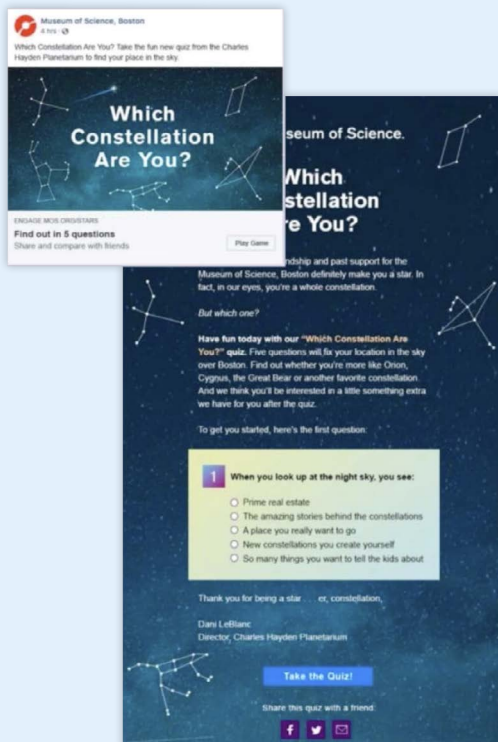 Museum of Science, Boston
4 hrs ·
Which Constellation Are You? Take the fun new quiz from the Charles
Hayden Planetarium to find your place in the sky.
Which
Constellation
Are You?
ENGAGE.MOS.ORG/STARS
Find out in 5 questions
Share and compare with friends
Play Game
seum of Science.
Which
stellation
e You?
ndship and past support for the
Museum of Science, Boston definitely make you a star. In
fact, in our eyes, you're a whole constellation.
But which one?
Have fun today with our "Which Constellation Are
You?" quiz. Five questions will fix your location in the sky
over Boston. Find out whether you're more like Orion,
Cygnus, the Great Bear or another favorite constellation.
And we think you'll be interested in a little something extra
we have for you after the quiz.
To get you started, here's the first question:
1 When you look up at the night sky, you see:
Prime real estate
The amazing stories behind the constellations
A place you really want to go
New constellations you create yourself
So many things you want to tell the kids about
Thank you for being a star . . . er, constellation,
Dani LeBlanc
Director, Charles Hayden Planetarium
Take the Quiz!
Share this quiz with a friend: